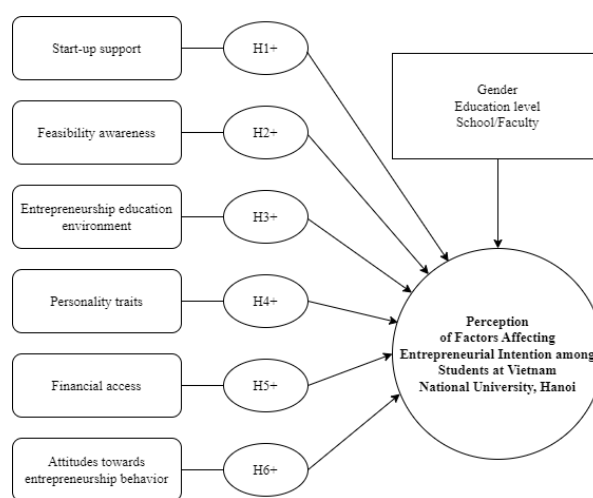 Start-up support
H1+
Gender
Education level
School/Faculty
Feasibility awareness
H2+
Entrepreneurship education
environment
H3+
Personality traits
H4+
Perception
of Factors Affecting
Entrepreneurial Intention among
Students at Vietnam
National University, Hanoi
Financial access
H5+
Attitudes towards
entrepreneurship behavior
H6+